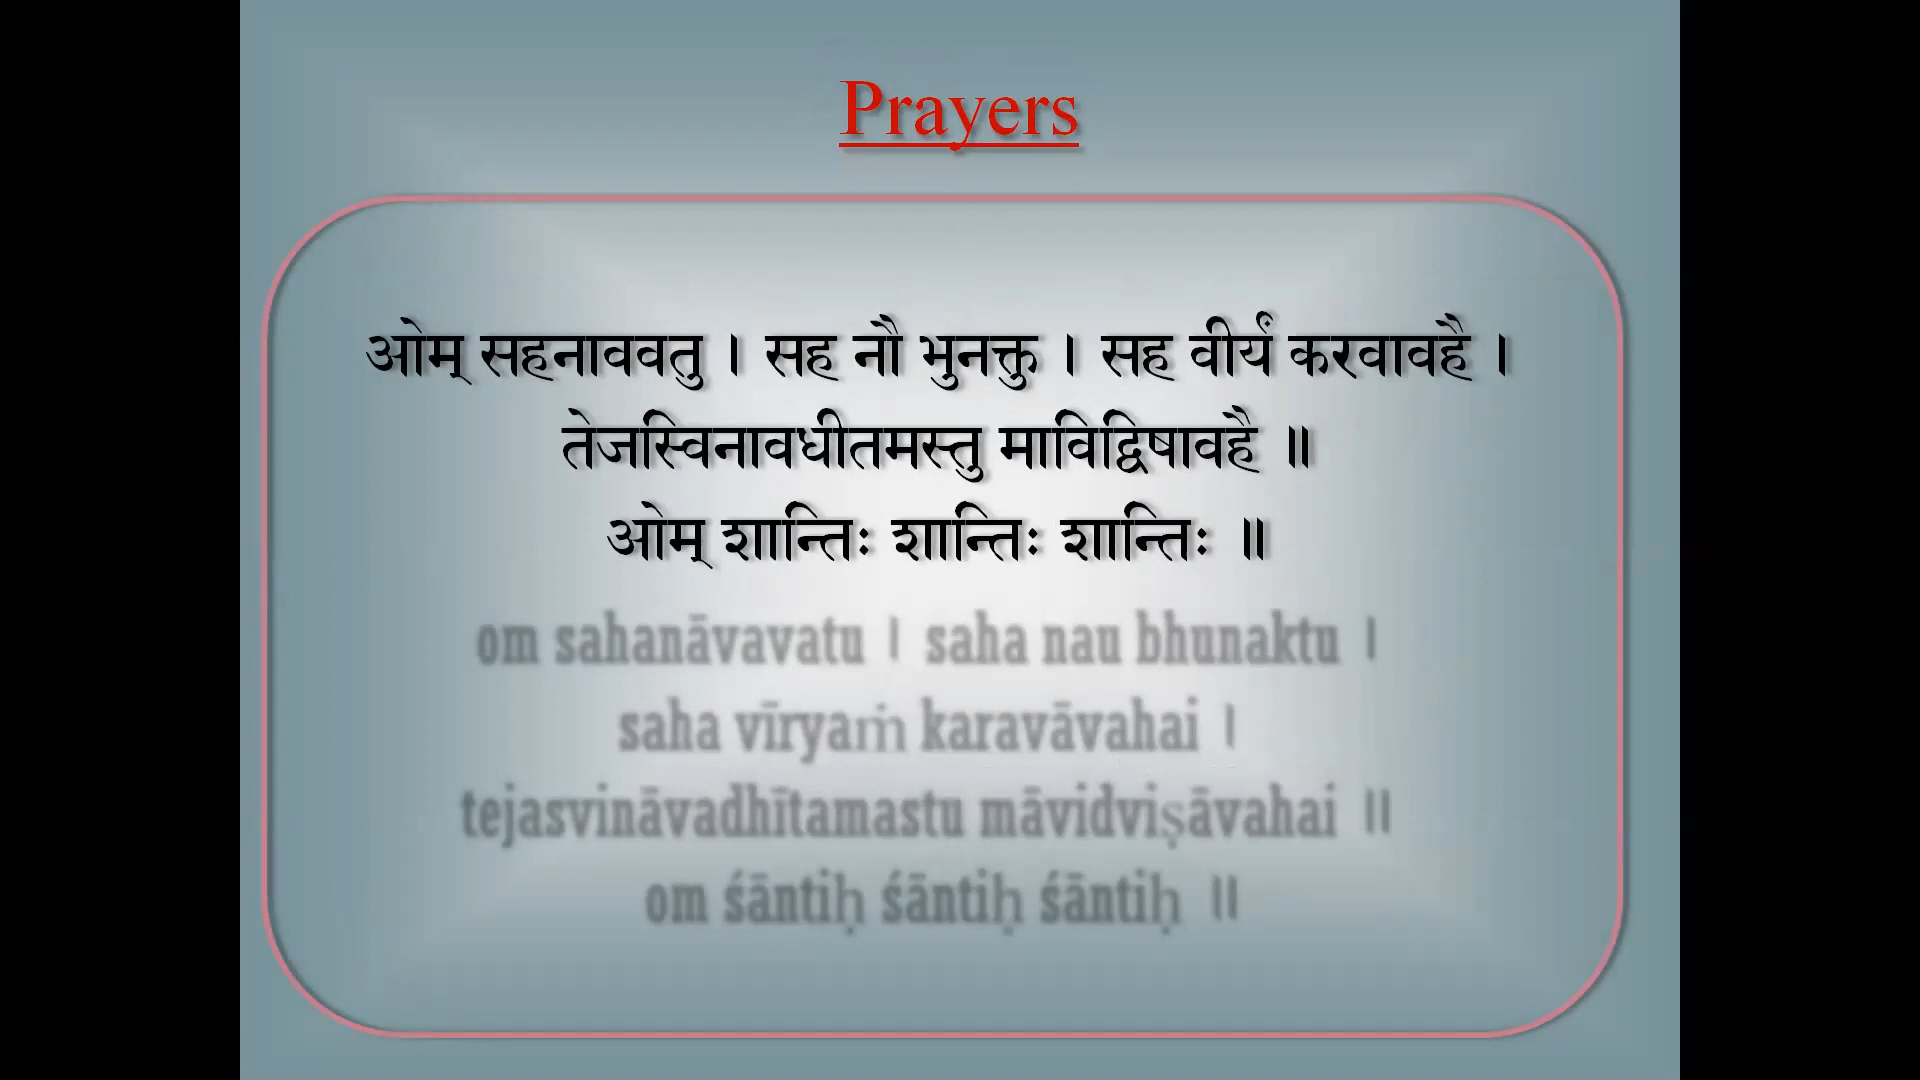 Prayers
ओम् सहनाववतु । सह नौ भुनक्तु । सह वीर्यं करवावहै ।
तेजस्विनावधीतमस्तु माविद्विषावहै ॥
ओम् शान्तिः शान्तिः शान्तिः ॥
om sahanāvavatu । saha nau bhunaktu ।
saha vīryaṁ karavāvahai ।
tejasvināvadhītamastu māvidviṣāvahai ॥
om śāntiḥ śāntiḥ śāntiḥ ॥